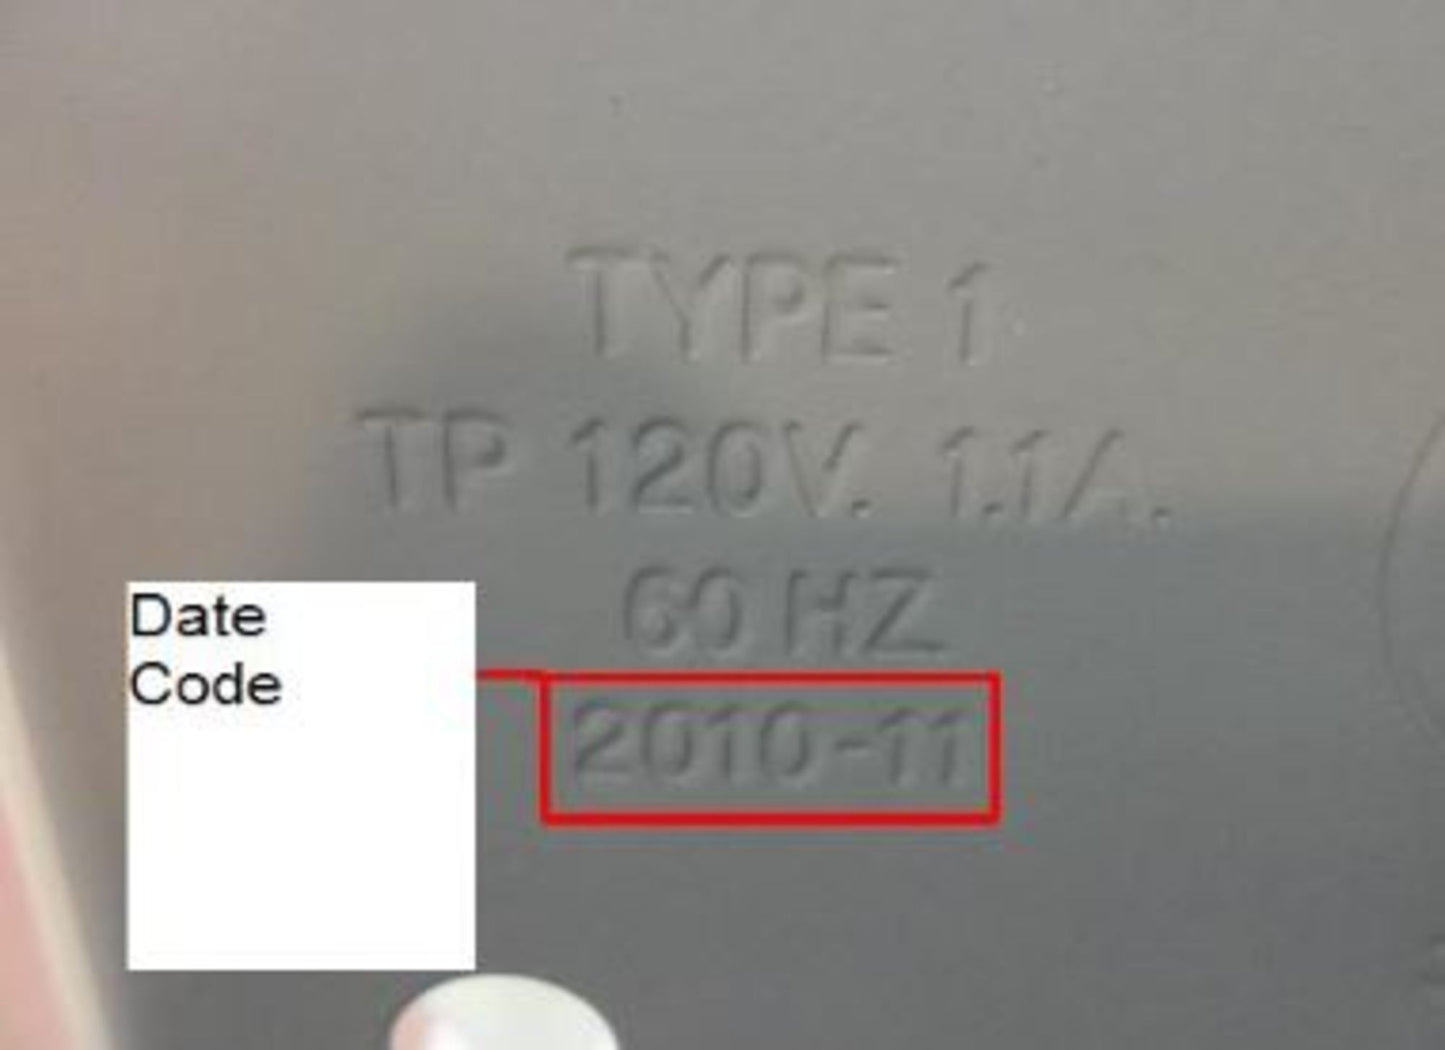 TYPE 1
TP 120V. 1.1A.
60 HZ
Date
Code
2010-11